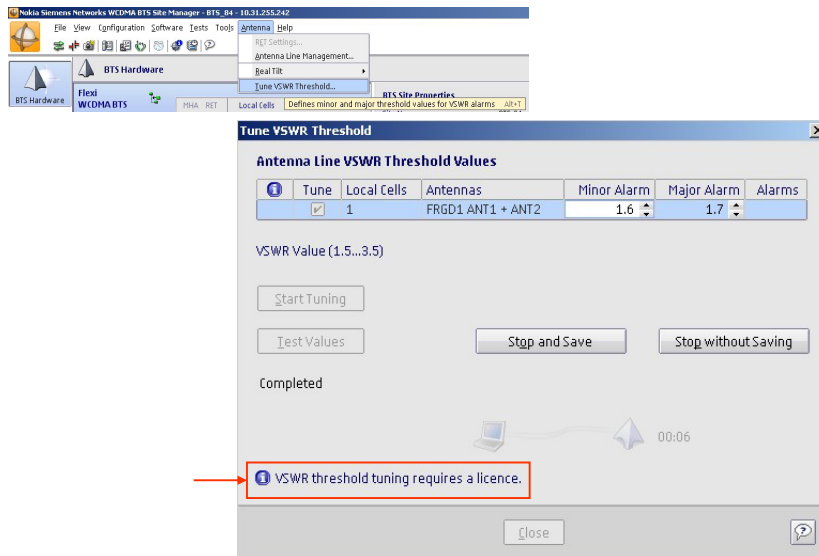 Nokia Siemens Networks WCDMA BTS Site Manager - BTS_84 - 10.31.255.242
File View Configuration Software Tests Tools Antenna Help
RET Settings...
Antenna Line Management...
Real Tilt
Tune VSWR Threshold...
BTS Hardware
BTS Hardware
Flexi
WCDMA BTS
MHA RET
Local Cells
BTS Site Properties
Defines minor and major threshold values for VSWR alarms Alt+T
Tune VSWR Threshold
Antenna Line VSWR Threshold Values
Tune Local Cells Antennas Minor Alarm Major Alarm Alarms
1 FRGD1 ANT1 + ANT2 1.6 1.7
VSWR Value (1.5...3.5)
Start Tuning
Test Values Stop and Save Stop without Saving
Completed
00:06
VSWR threshold tuning requires a licence.
Close